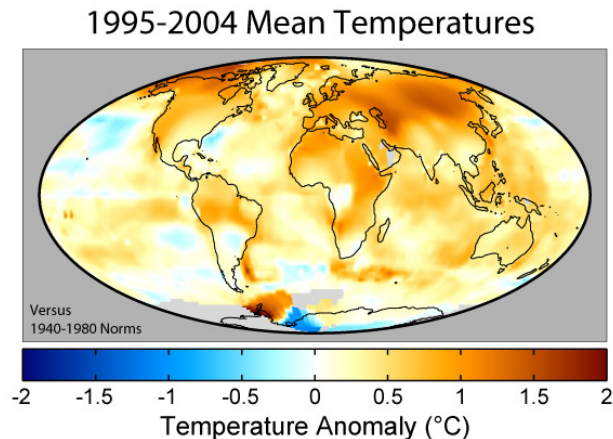 1995-2004 Mean Temperatures
Versus
1940-1980 Norms
-2 -1.5 -1 -0.5 0 0.5 1 1.5 2
Temperature Anomaly (°C)